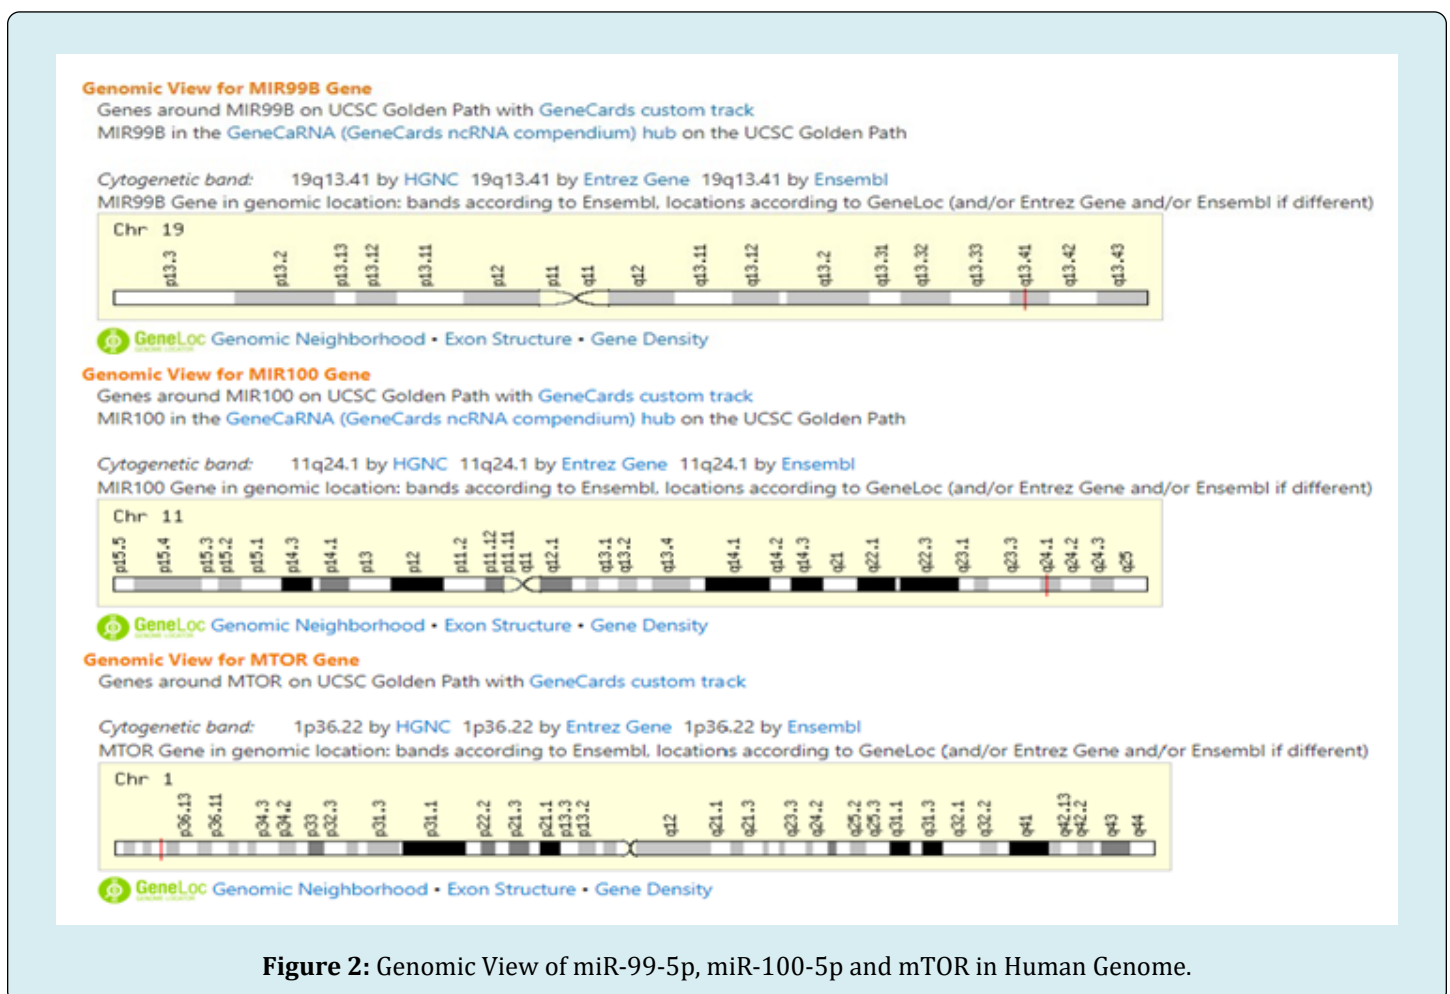 Genomic View for MIR99B Gene
Genes around MIR99B on UCSC Golden Path with GeneCards custom track
MIR99B in the GeneCaRNA (GeneCards ncRNA compendium) hub on the UCSC Golden Path
Cytogenetic band: 19q13.41 by HGNC 19q13.41 by Entrez Gene 19q13.41 by Ensembl
MIR99B Gene in genomic location: bands according to Ensembl, locations according to GeneLoc (and/or Entrez Gene and/or Ensembl if different)
Chr 19
p13.3 p13.2 p13.13 p13.12 p13.11 p12 p11 q11 q12 q13.11 q13.12 q13.2 q13.31 q13.32 q13.33 q13.41 q13.42 q13.43
GeneLoc Genomic Neighborhood • Exon Structure • Gene Density
Genomic View for MIR100 Gene
Genes around MIR100 on UCSC Golden Path with GeneCards custom track
MIR100 in the GeneCaRNA (GeneCards ncRNA compendium) hub on the UCSC Golden Path
Cytogenetic band: 11q24.1 by HGNC 11q24.1 by Entrez Gene 11q24.1 by Ensembl
MIR100 Gene in genomic location: bands according to Ensembl, locations according to GeneLoc (and/or Entrez Gene and/or Ensembl if different)
Chr 11
p15.5 p15.4 p15.3 p15.2 p15.1 p14.3 p14.1 p13 p12 p11.2 p11.12 p11.11 q11 q12.1 q13.1 q13.2 q13.4 q14.1 q14.2 q14.3 q21 q22.1 q22.3 q23.1 q23.3 q24.1 q24.2 q24.3 q25
GeneLoc Genomic Neighborhood • Exon Structure • Gene Density
Genomic View for MTOR Gene
Genes around MTOR on UCSC Golden Path with GeneCards custom track
Cytogenetic band: 1p36.22 by HGNC 1p36.22 by Entrez Gene 1p36.22 by Ensembl
MTOR Gene in genomic location: bands according to Ensembl, locations according to GeneLoc (and/or Entrez Gene and/or Ensembl if different)
Chr 1
p36.13 p36.11 p34.3 p34.2 p33 p32.3 p31.3 p31.1 p22.2 p21.3 p21.1 p13.3 p13.2 q12 q21.1 q21.3 q23.3 q24.2 q25.2 q25.3 q31.1 q31.3 q32.1 q32.2 q41 q42.13 q42.2 q43 q44
GeneLoc Genomic Neighborhood • Exon Structure • Gene Density
Figure 2: Genomic View of miR-99-5p, miR-100-5p and mTOR in Human Genome.